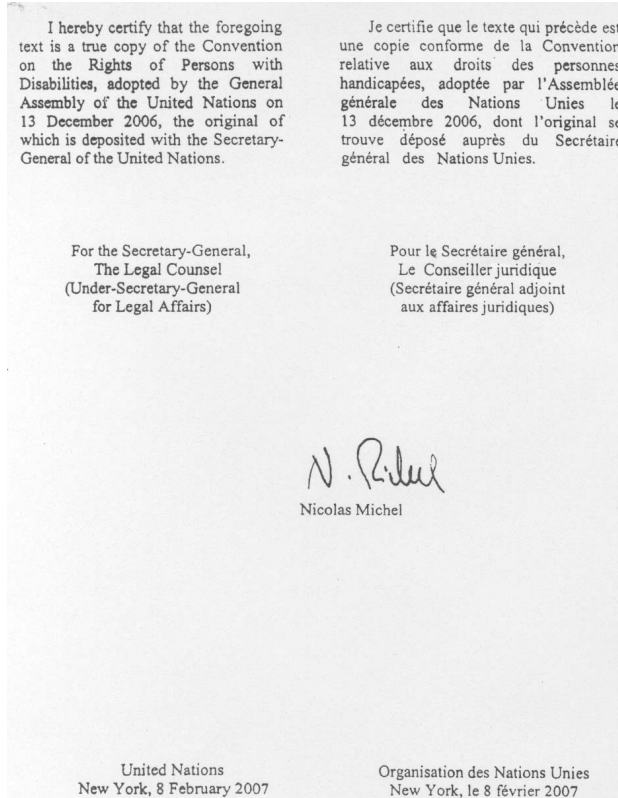 I hereby certify that the foregoing
text is a true copy of the Convention
on the Rights of Persons with
Disabilities, adopted by the General
Assembly of the United Nations on
13 December 2006, the original of
which is deposited with the Secretary-
General of the United Nations.
Je certifie que le texte qui précède est
une copie conforme de la Convention
relative aux droits des personnes
handicapées, adoptée par l'Assemblée
générale des Nations Unies le
13 décembre 2006, dont l'original se
trouve déposé auprès du Secrétaire
général des Nations Unies.
For the Secretary-General,
The Legal Counsel
(Under-Secretary-General
for Legal Affairs)
Pour le Secrétaire général,
Le Conseiller juridique
(Secrétaire général adjoint
aux affaires juridiques)
N. Michel
Nicolas Michel
United Nations
New York, 8 February 2007
Organisation des Nations Unies
New York, le 8 février 2007